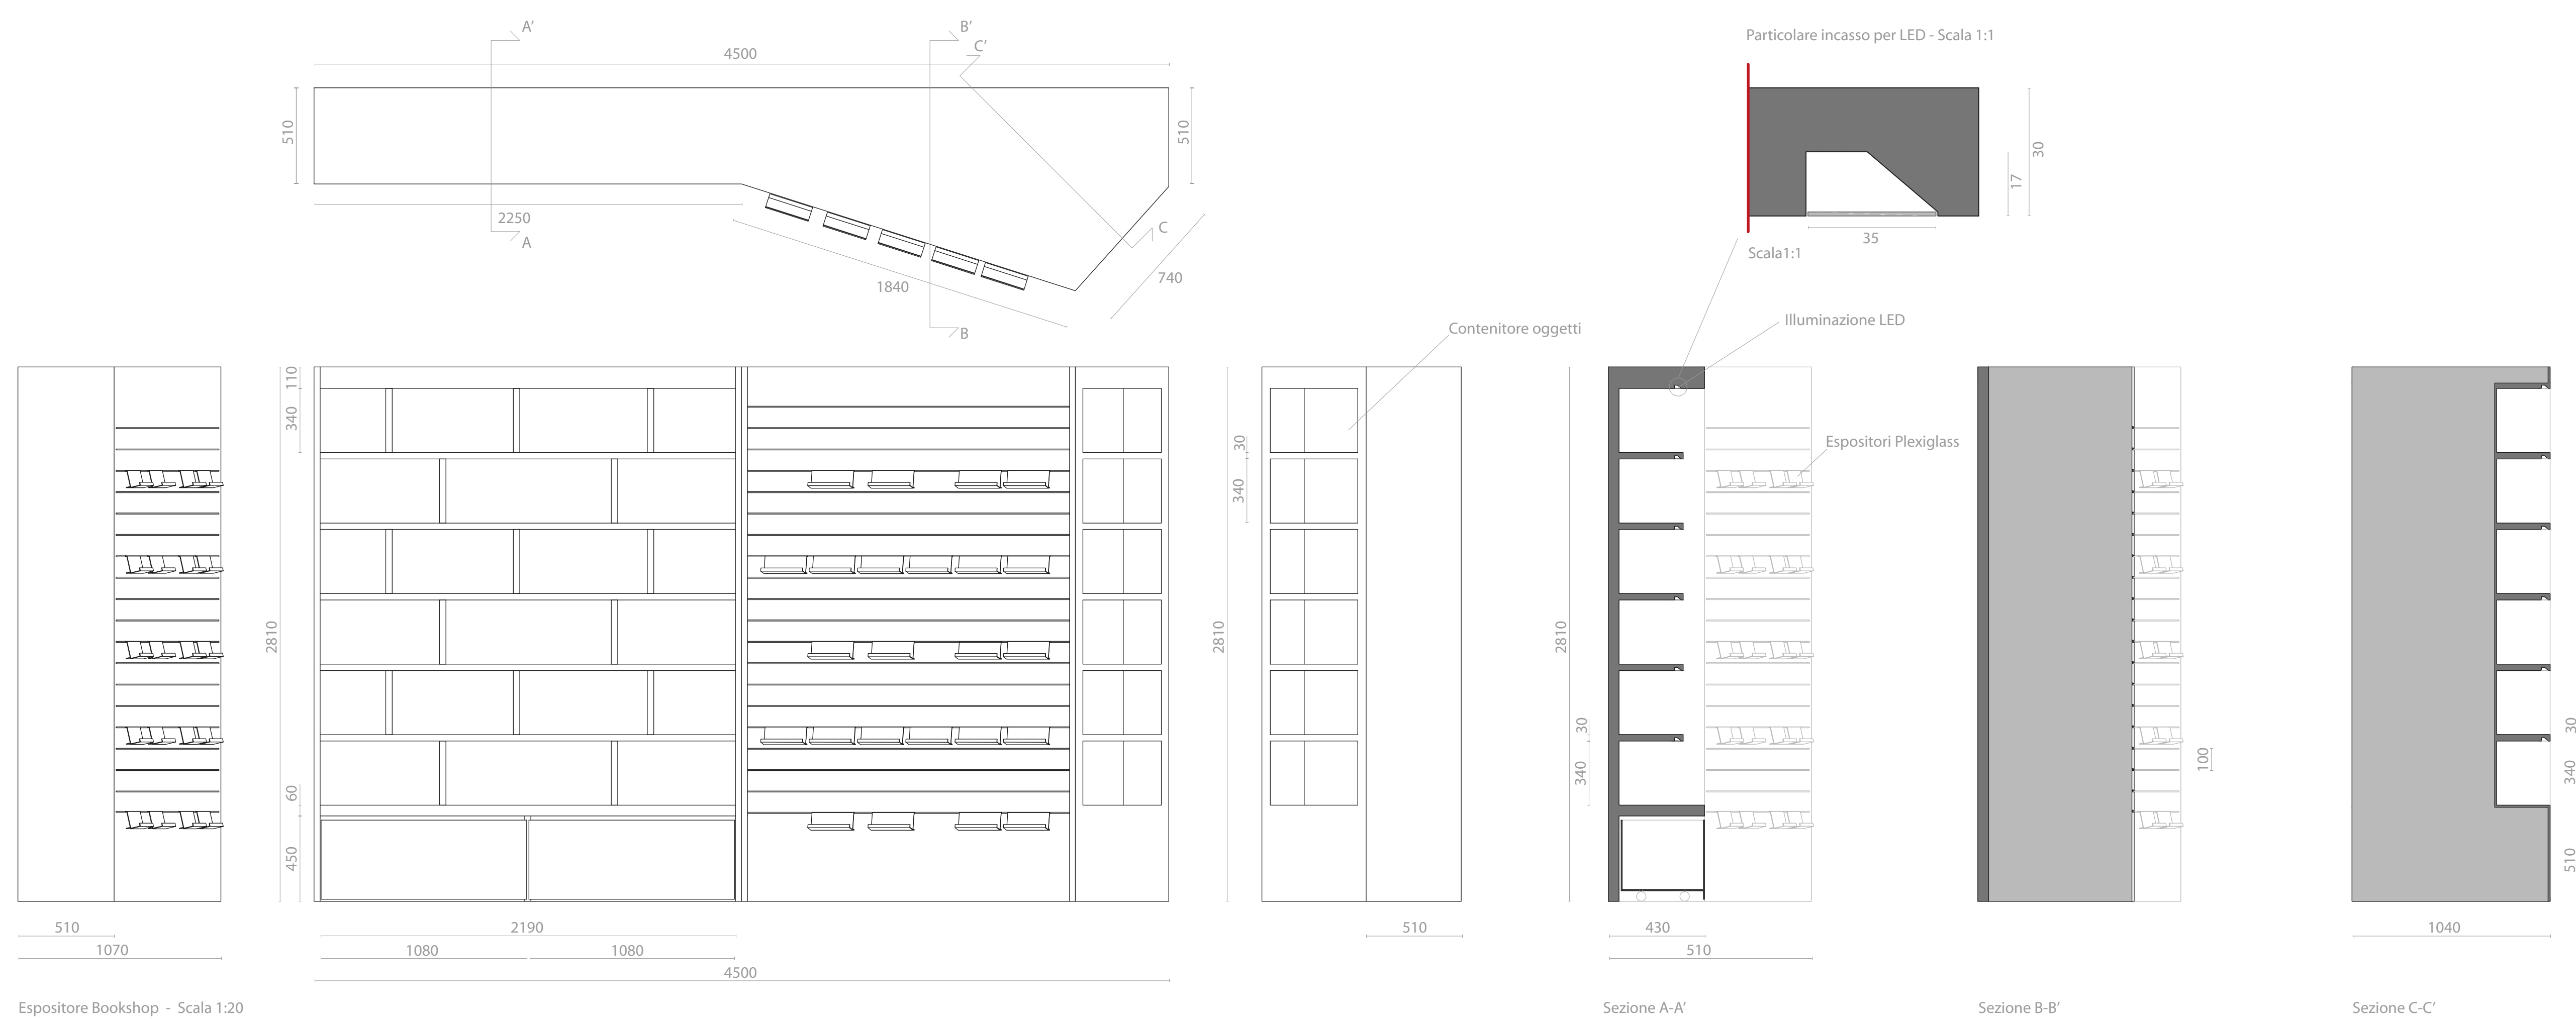 A’
B’
C’
4500
510
510
2250
A
B
C
1840
740
Particolare incasso per LED - Scala 1:1
30
17
35
Scala1:1
Contenitore oggetti
Illuminazione LED
Espositori Plexiglass
510
1070
110
340
2810
60
450
2190
1080
1080
4500
30
340
2810
510
2810
30
340
430
510
100
30
340
510
1040
Espositore Bookshop - Scala 1:20
Sezione A-A’
Sezione B-B’
Sezione C-C’